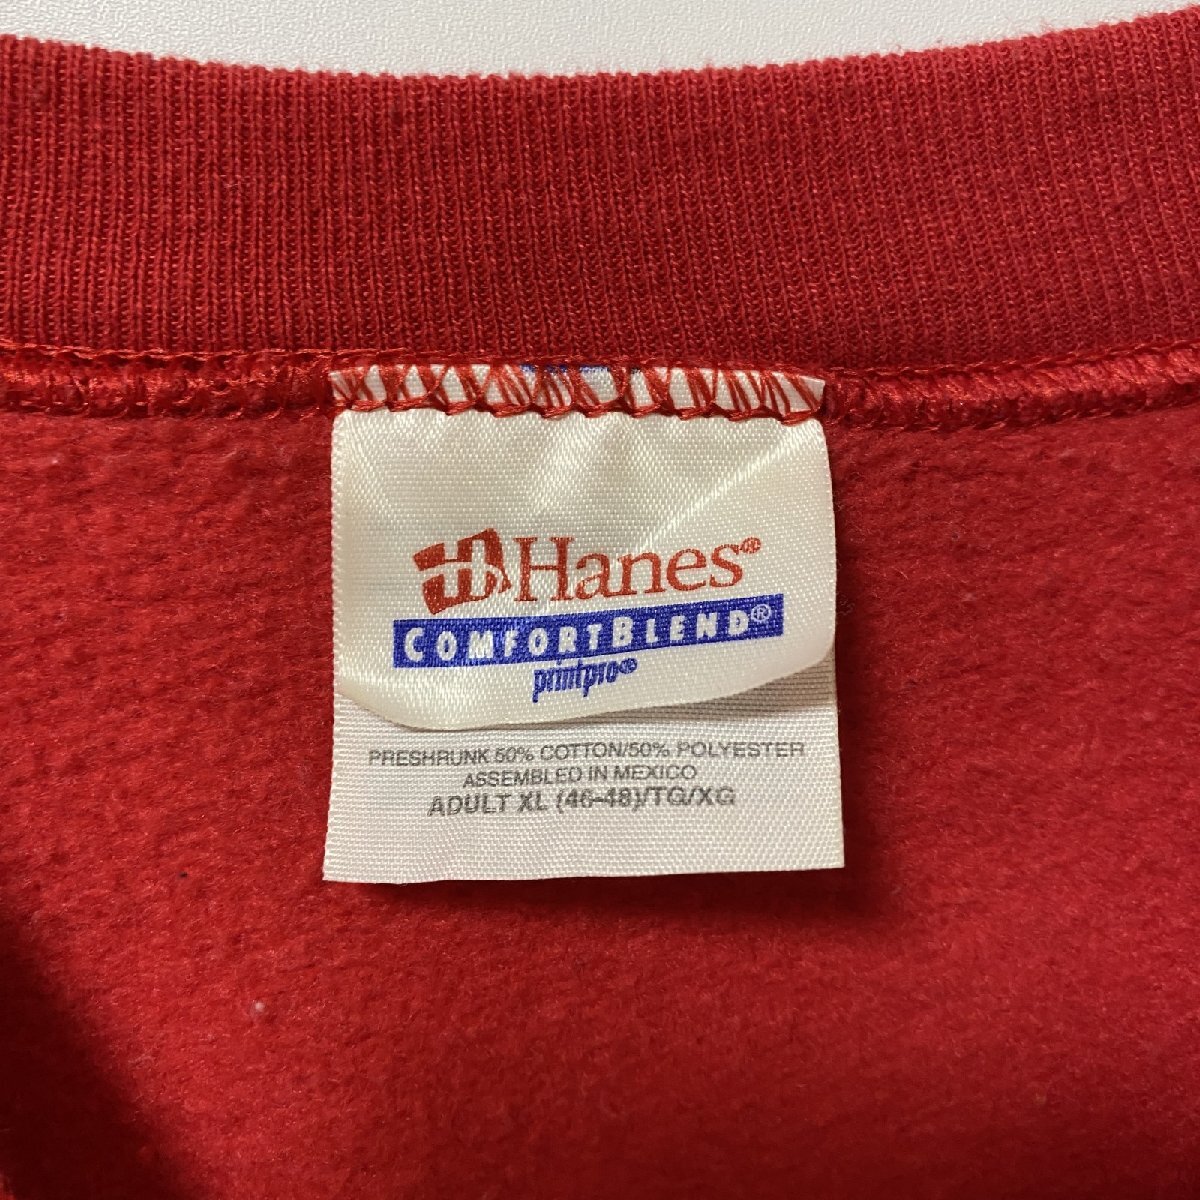 Hanes®
COMFORTBLEND®
printpro®
PRESHRUNK 50% COTTON/50% POLYESTER
ASSEMBLED IN MEXICO
ADULT XL (46-48)/TG/XG